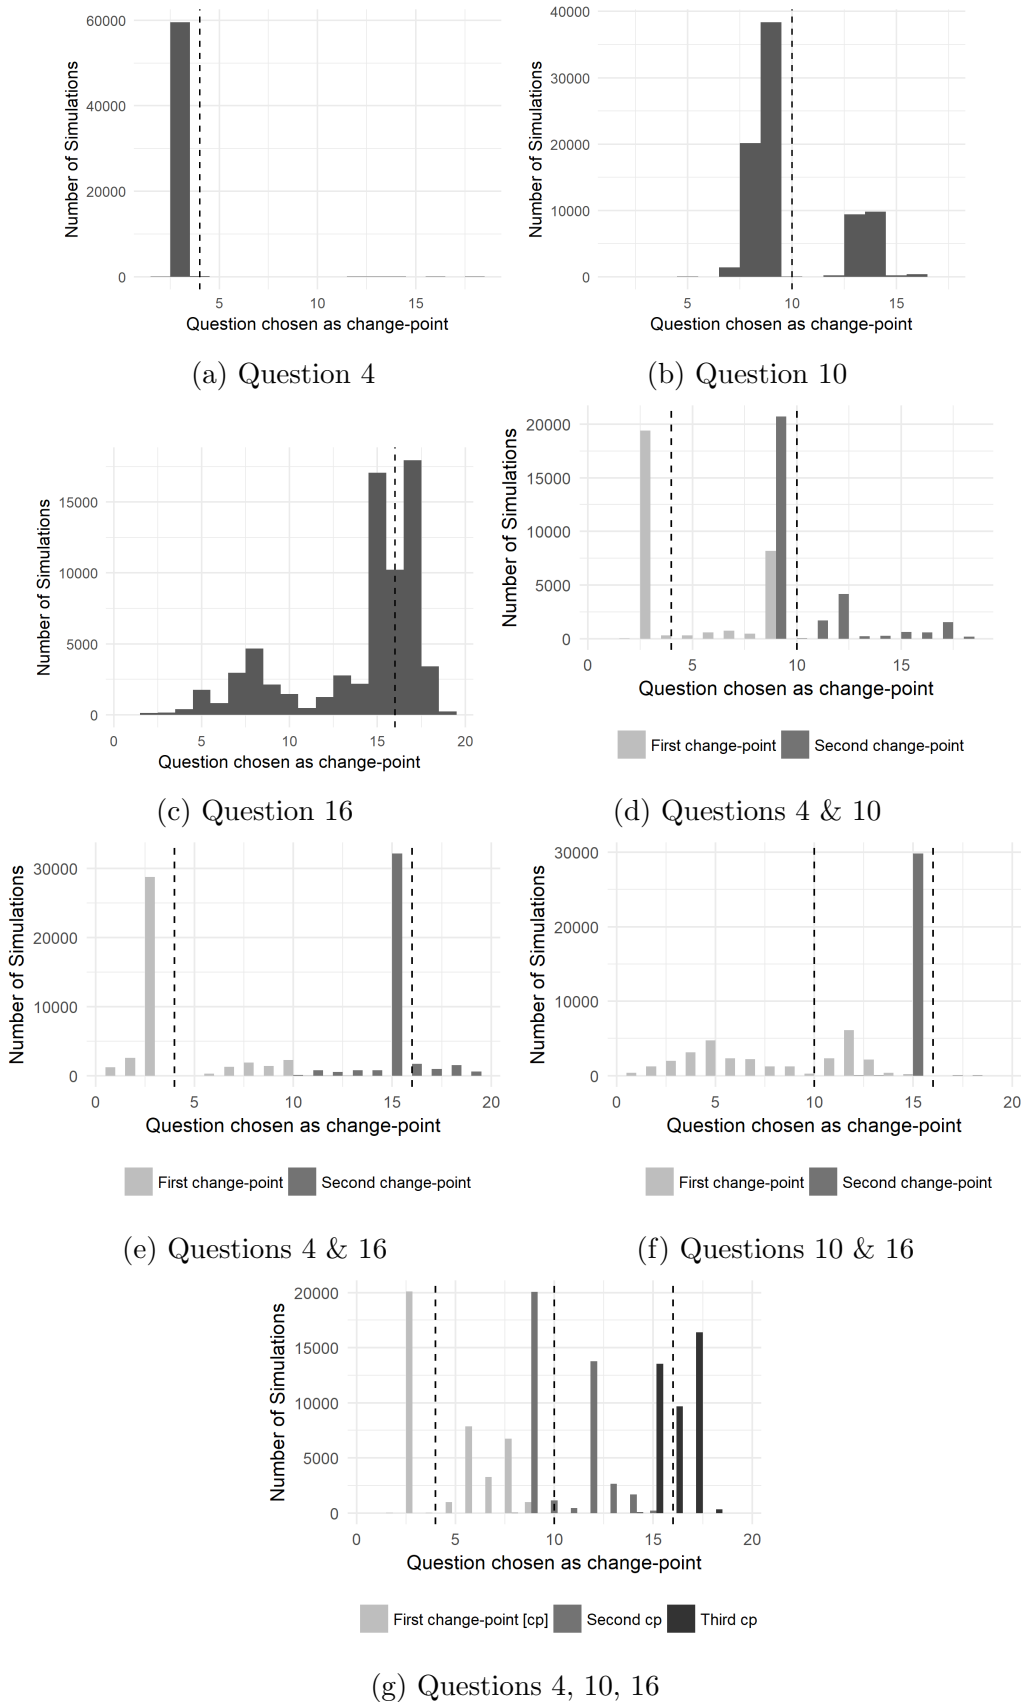 60000
40000
20000
0
Number of Simulations
5
10
15
Question chosen as change-point
(a) Question 4
40000
30000
20000
10000
0
Number of Simulations
5
10
15
Question chosen as change-point
(b) Question 10
15000
10000
5000
0
Number of Simulations
0
5
10
15
20
Question chosen as change-point
(c) Question 16
20000
15000
10000
5000
0
Number of Simulations
0
5
10
15
Question chosen as change-point
First change-point
Second change-point
(d) Questions 4 & 10
30000
20000
10000
0
Number of Simulations
0
5
10
15
20
Question chosen as change-point
First change-point
Second change-point
(e) Questions 4 & 16
30000
20000
10000
0
Number of Simulations
0
5
10
15
20
Question chosen as change-point
First change-point
Second change-point
(f) Questions 10 & 16
20000
15000
10000
5000
0
Number of Simulations
0
5
10
15
20
Question chosen as change-point
First change-point [cp]
Second cp
Third cp
(g) Questions 4, 10, 16